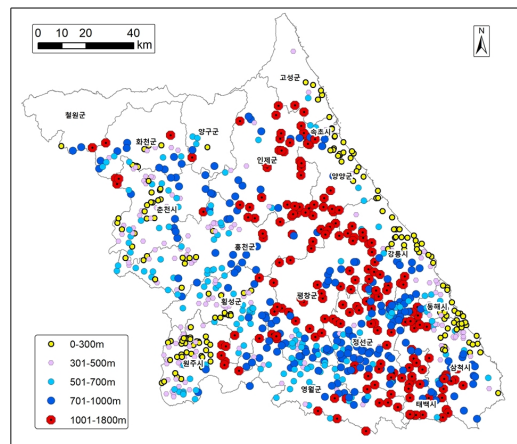 0 10 20 40
km
N
고성군
철원군
화천군
양구군
속초시
인제군
양양군
춘천시
홍천군
강릉시
횡성군
평창군
동해시
원주시
정선군
영월군
삼척시
태백시
0-300m
301-500m
501-700m
701-1000m
1001-1800m